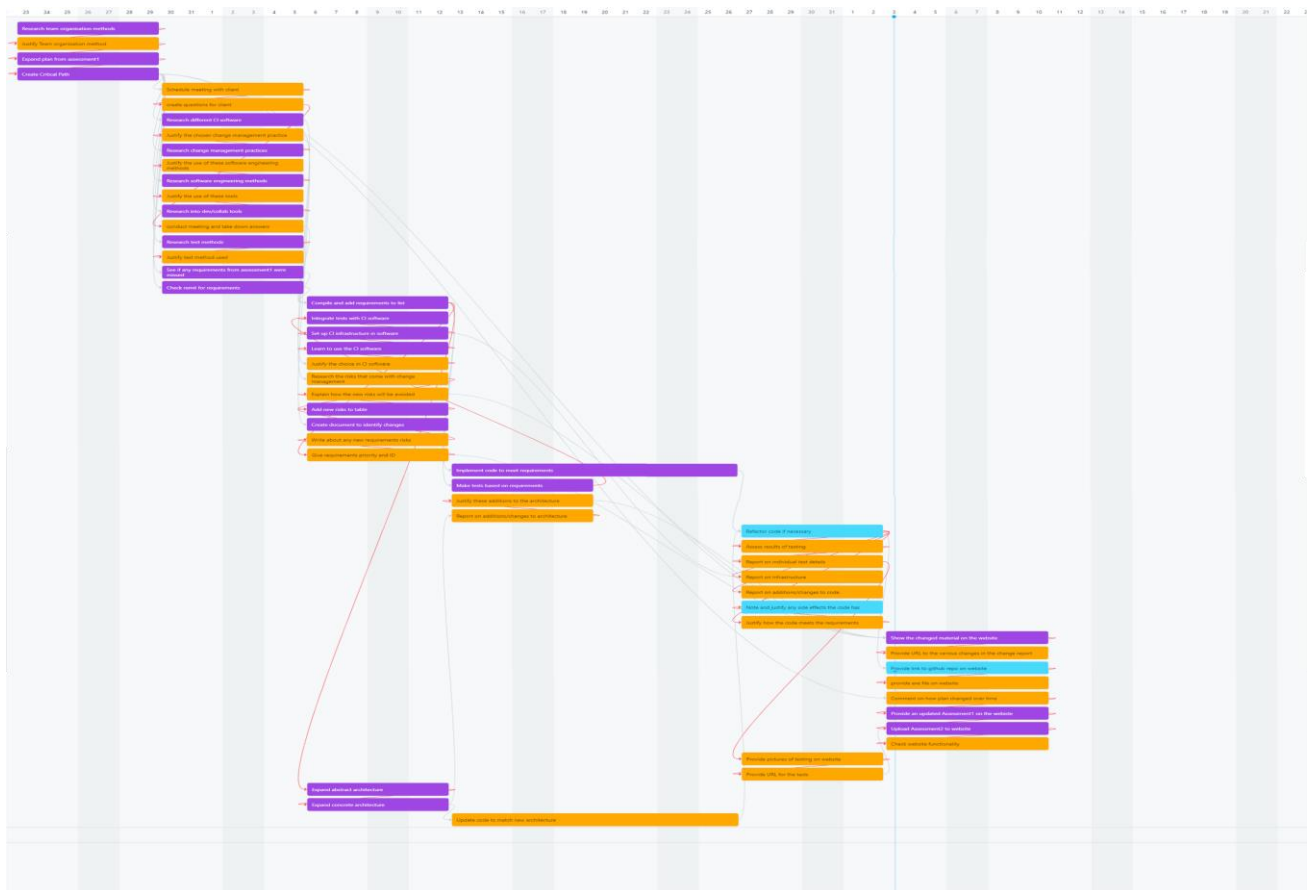 23 24 25 26 27 28 29 30 31 1 2 3 4 5 6 7 8 9 10 11 12 13 14 15 16 17 18 19 20 21 22 23 24 25 26 27 28 29 30 31 1 2 3 4 5 6 7 8 9 10 11 12 13 14 15 16 17 18 19 20 21 22
Research team organisation methods
Justify Team organisation method
Expand plan from assessment1
Create Critical Path
Schedule meeting with client
create questions for client
Research different CI software
Justify the chosen change management practice
Research change management practices
Justify the use of these software engineering
methods
Research software engineering methods
Justify the use of these tools
Research into dev/collab tools
conduct meeting and take down answers
Research test methods
Justify test method used
See if any requirements from assessment1 were
missed
Check need for requirements
Compile and add requirements to list
Integrate tests with CI software
Set up CI infrastructure in software
Learn to use the CI software
Justify the choice in CI software
Research the risks that come with change
management
Explain how the new risks will be avoided
Add new risks to table
Create document to identify changes
Write about any new requirements risks
Give requirements priority and ID
Implement code to meet requirements
Make tests based on requirements
Justify these additions to the architecture
Report on additions/changes to architecture
Refactor code if necessary
Assess results of testing
Report on individual test details
Report on infrastructure
Report on additions/changes to code
Note and justify any side effects the code has
Justify how the code meets the requirements
Show the changed material on the website
Provide URL to the various changes in the change report
Provide link to github repo on website
provide exe file on website
Comment on how plan changed over time
Provide an updated Assessment1 on the website
Upload Assessment2 to website
Check website functionality
Provide pictures of testing on website
Provide URL for the tests
Expand abstract architecture
Expand concrete architecture
Update code to match new architecture